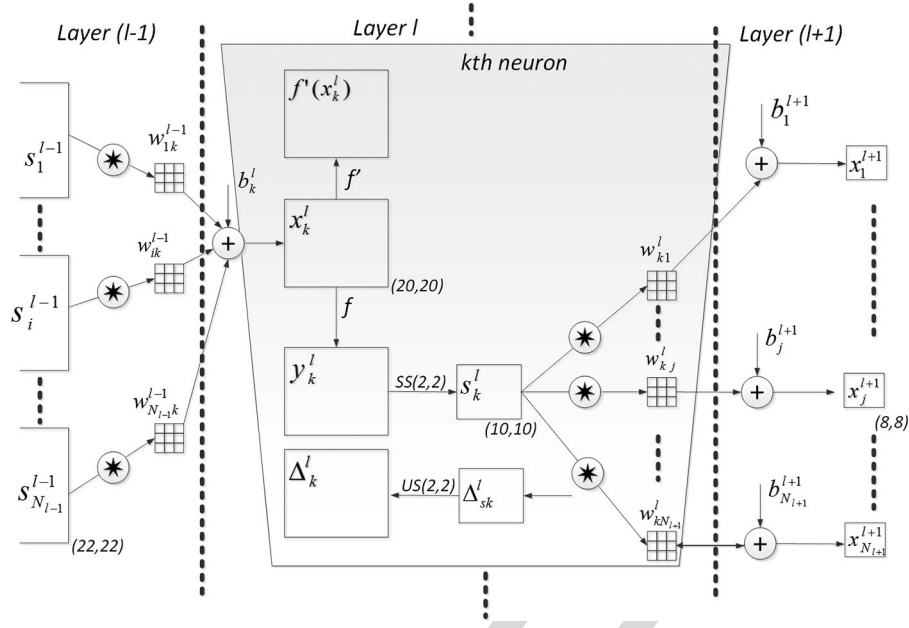 Layer (l-1)
Layer l
Layer (l+1)
kth neuron
s_1^{l-1}
w_{1k}^{l-1}
b_k^l
f'(x_k^l)
f'
x_k^l
(20,20)
b_1^{l+1}
+
x_1^{l+1}
s_i^{l-1}
w_{ik}^{l-1}
+
w_{k1}^l
f
y_k^l
SS(2,2)
s_k^l
(10,10)
w_{kj}^l
b_j^{l+1}
+
x_j^{l+1}
(8,8)
s_{N_{l-1}}^{l-1}
(22,22)
w_{N_{l-1}k}^{l-1}
Δ_k^l
US(2,2)
Δ_{sk}^l
w_{kN_{l+1}}^l
b_{N_{l+1}}^{l+1}
+
x_{N_{l+1}}^{l+1}